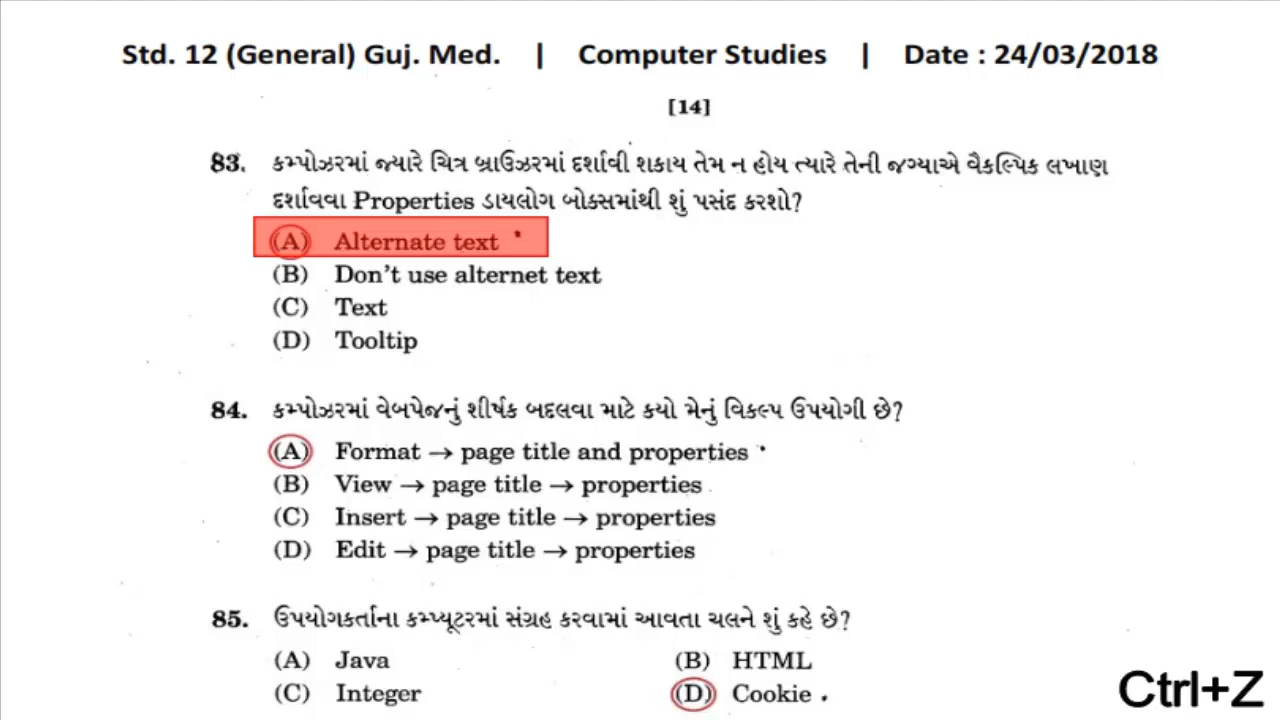 Std. 12 (General) Guj. Med. | Computer Studies | Date : 24/03/2018
[14]
83. કમ્પોઝરમાં જ્યારે ચિત્ર બ્રાઉઝરમાં દર્શાવી શકાય તેમ ન હોય ત્યારે તેની જગ્યાએ વૈકલ્પિક લખાણ
દર્શાવવા Properties ડાયલોગ બોક્સમાંથી શું પસંદ કરશો?
(A) Alternate text
(B) Don't use alternet text
(C) Text
(D) Tooltip
84. કમ્પોઝરમાં વેબપેજનું શીર્ષક બદલવા માટે કયો મેનું વિકલ્પ ઉપયોગી છે?
(A) Format → page title and properties
(B) View → page title → properties
(C) Insert → page title → properties
(D) Edit → page title → properties
85. ઉપયોગકર્તાના કમ્પ્યૂટરમાં સંગ્રહ કરવામાં આવતા ચલને શું કહે છે?
(A) Java (B) HTML
(C) Integer (D) Cookie
Ctrl+Z